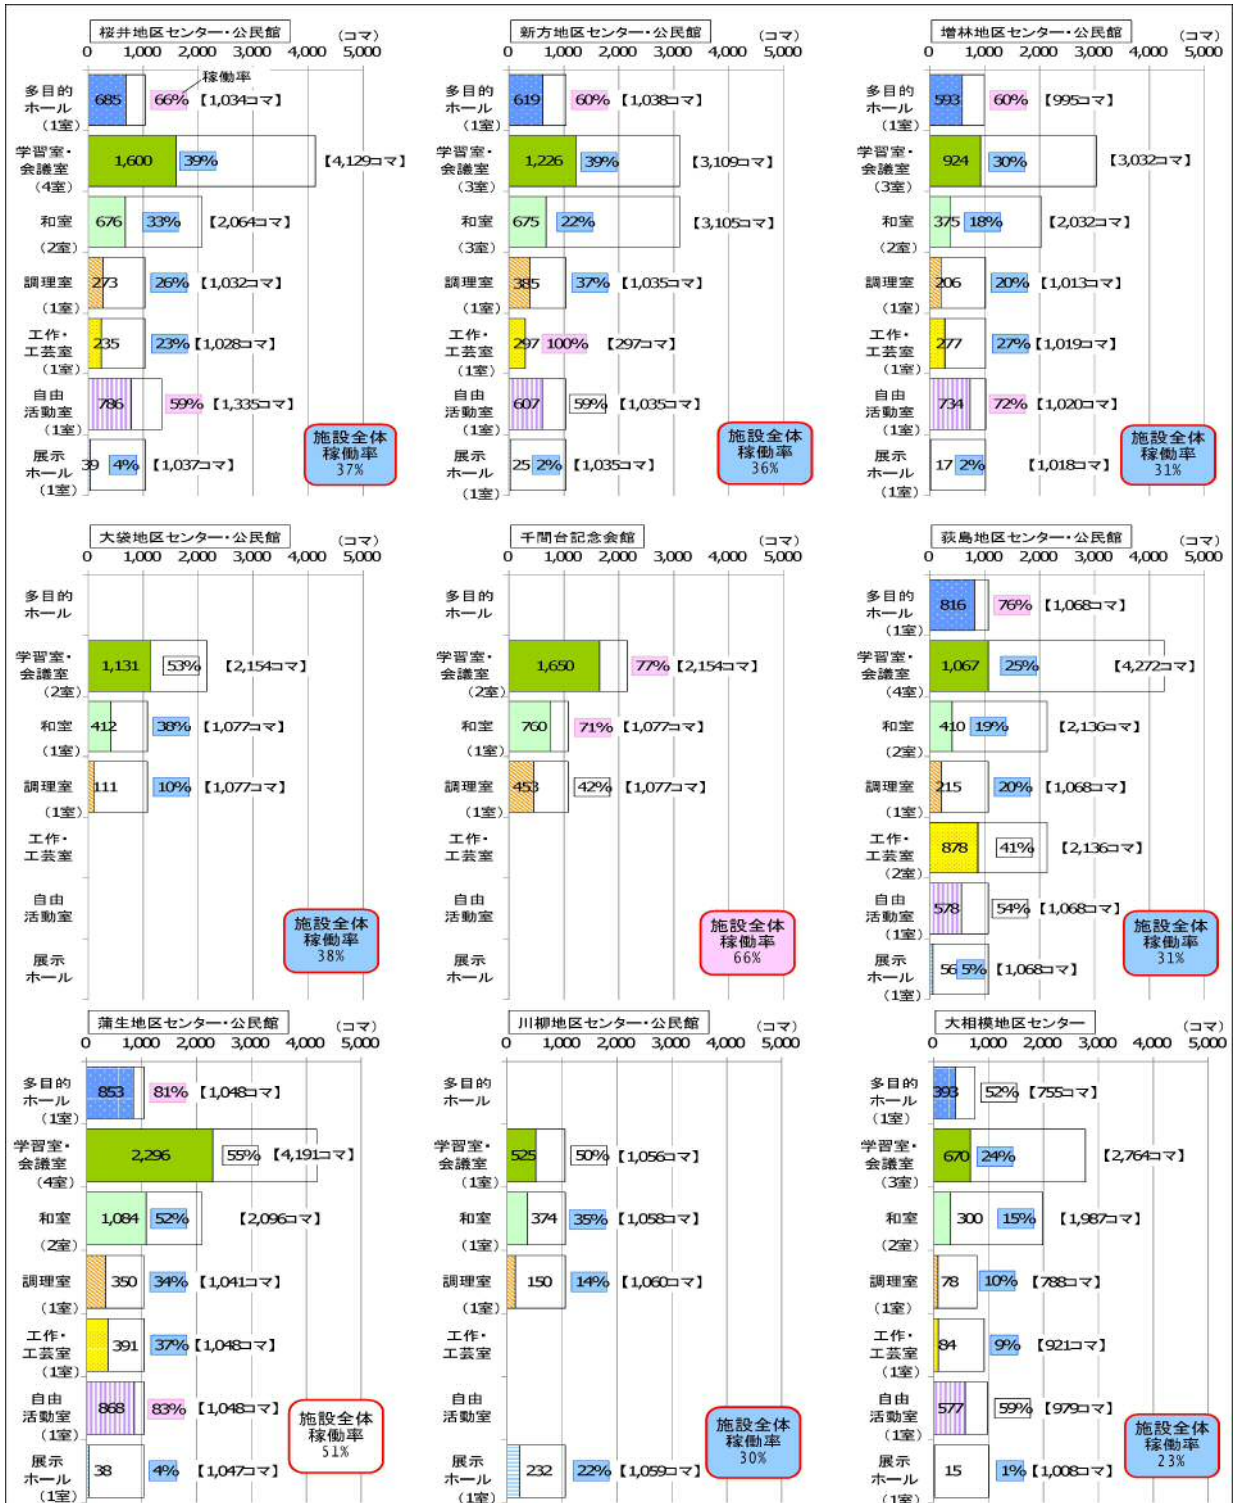 桜井地区センター・公民館
(コマ)
0 1,000 2,000 3,000 4,000 5,000
稼働率
多目的
ホール
(1室)
685 66% 【1,034コマ】
学習室・
会議室
(4室)
1,600 39% 【4,129コマ】
和室
(2室)
676 33% 【2,064コマ】
調理室
(1室)
273 26% 【1,032コマ】
工作・
工芸室
(1室)
235 23% 【1,028コマ】
自由
活動室
(1室)
786 59% 【1,335コマ】
展示
ホール
(1室)
39 4% 【1,037コマ】
施設全体
稼働率
37%
新方地区センター・公民館
(コマ)
0 1,000 2,000 3,000 4,000 5,000
多目的
ホール
(1室)
619 60% 【1,038コマ】
学習室・
会議室
(3室)
1,226 39% 【3,109コマ】
和室
(3室)
675 22% 【3,105コマ】
調理室
(1室)
385 37% 【1,035コマ】
工作・
工芸室
(1室)
297 100% 【297コマ】
自由
活動室
(1室)
607 59% 【1,035コマ】
展示
ホール
(1室)
25 2% 【1,035コマ】
施設全体
稼働率
36%
増林地区センター・公民館
(コマ)
0 1,000 2,000 3,000 4,000 5,000
多目的
ホール
(1室)
593 60% 【995コマ】
学習室・
会議室
(3室)
924 30% 【3,032コマ】
和室
(2室)
375 18% 【2,032コマ】
調理室
(1室)
206 20% 【1,013コマ】
工作・
工芸室
(1室)
277 27% 【1,019コマ】
自由
活動室
(1室)
734 72% 【1,020コマ】
展示
ホール
(1室)
17 2% 【1,018コマ】
施設全体
稼働率
31%
大袋地区センター・公民館
(コマ)
0 1,000 2,000 3,000 4,000 5,000
多目的
ホール
学習室・
会議室
(2室)
1,131 53% 【2,154コマ】
和室
(1室)
412 38% 【1,077コマ】
調理室
(1室)
111 10% 【1,077コマ】
工作・
工芸室
自由
活動室
展示
ホール
施設全体
稼働率
38%
千間台記念会館
(コマ)
0 1,000 2,000 3,000 4,000 5,000
多目的
ホール
学習室・
会議室
(2室)
1,650 77% 【2,154コマ】
和室
(1室)
760 71% 【1,077コマ】
調理室
(1室)
453 42% 【1,077コマ】
工作・
工芸室
自由
活動室
展示
ホール
施設全体
稼働率
66%
荻島地区センター・公民館
(コマ)
0 1,000 2,000 3,000 4,000 5,000
多目的
ホール
(1室)
816 76% 【1,068コマ】
学習室・
会議室
(4室)
1,067 25% 【4,272コマ】
和室
(2室)
410 19% 【2,136コマ】
調理室
(1室)
215 20% 【1,068コマ】
工作・
工芸室
(2室)
878 41% 【2,136コマ】
自由
活動室
(1室)
578 54% 【1,068コマ】
展示
ホール
(1室)
56 5% 【1,068コマ】
施設全体
稼働率
31%
蒲生地区センター・公民館
(コマ)
0 1,000 2,000 3,000 4,000 5,000
多目的
ホール
(1室)
853 81% 【1,048コマ】
学習室・
会議室
(4室)
2,296 55% 【4,191コマ】
和室
(2室)
1,084 52% 【2,096コマ】
調理室
(1室)
350 34% 【1,041コマ】
工作・
工芸室
(1室)
391 37% 【1,048コマ】
自由
活動室
(1室)
868 83% 【1,048コマ】
展示
ホール
(1室)
38 4% 【1,047コマ】
施設全体
稼働率
51%
川柳地区センター・公民館
(コマ)
0 1,000 2,000 3,000 4,000 5,000
多目的
ホール
学習室・
会議室
(1室)
525 50% 【1,056コマ】
和室
(1室)
374 35% 【1,058コマ】
調理室
(1室)
150 14% 【1,060コマ】
工作・
工芸室
自由
活動室
展示
ホール
(1室)
232 22% 【1,059コマ】
施設全体
稼働率
30%
大相模地区センター
(コマ)
0 1,000 2,000 3,000 4,000 5,000
多目的
ホール
(1室)
393 52% 【755コマ】
学習室・
会議室
(3室)
670 24% 【2,764コマ】
和室
(2室)
300 15% 【1,987コマ】
調理室
(1室)
78 10% 【788コマ】
工作・
工芸室
(1室)
84 9% 【921コマ】
自由
活動室
(1室)
577 59% 【979コマ】
展示
ホール
(1室)
15 1% 【1,008コマ】
施設全体
稼働率
23%